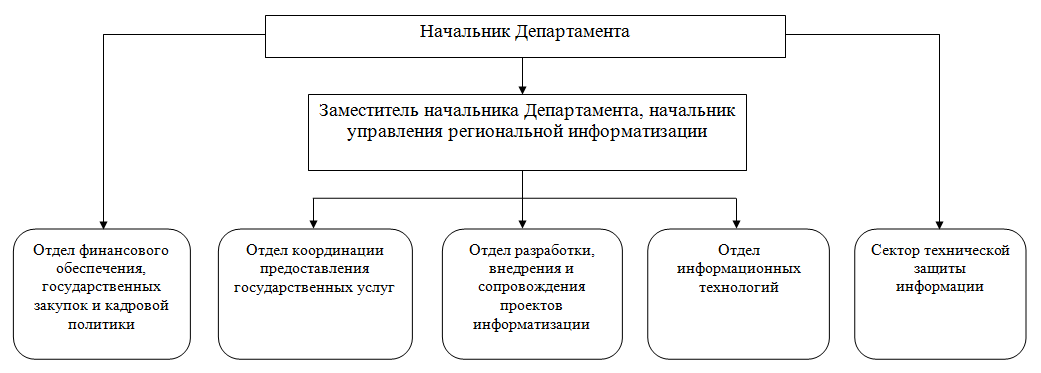 Начальник Департамента
Заместитель начальника Департамента, начальник
управления региональной информатизации
Отдел финансового
обеспечения,
государственных
закупок и кадровой
политики
Отдел координации
предоставления
государственных услуг
Отдел разработки,
внедрения и
сопровождения
проектов
информатизации
Отдел
информационных
технологий
Сектор технической
защиты
информации